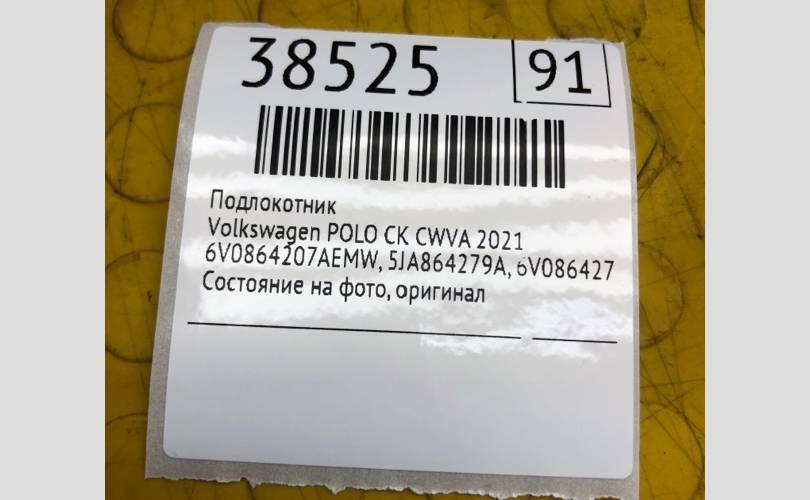 38525 91
Подлокотник
Volkswagen POLO CK CWVA 2021
6V0864207AEMW, 5JA864279A, 6V086427
Состояние на фото, оригинал